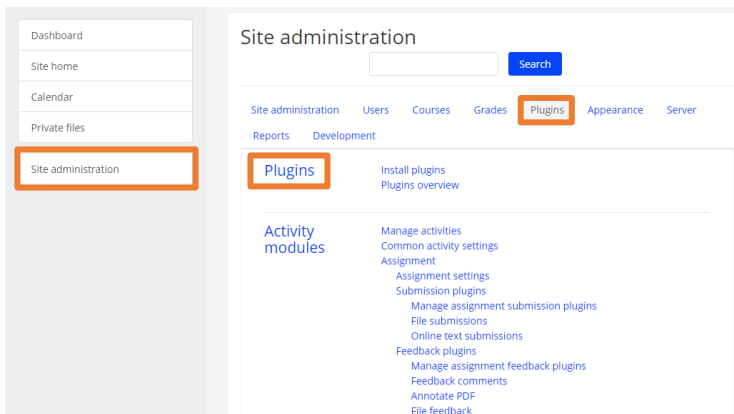 Dashboard
Site home
Calendar
Private files
Site administration
Site administration
Search
Site administration Users Courses Grades Plugins Appearance Server
Reports Development
Plugins
Install plugins
Plugins overview
Activity
modules
Manage activities
Common activity settings
Assignment
Assignment settings
Submission plugins
Manage assignment submission plugins
File submissions
Online text submissions
Feedback plugins
Manage assignment feedback plugins
Feedback comments
Annotate PDF
File feedback